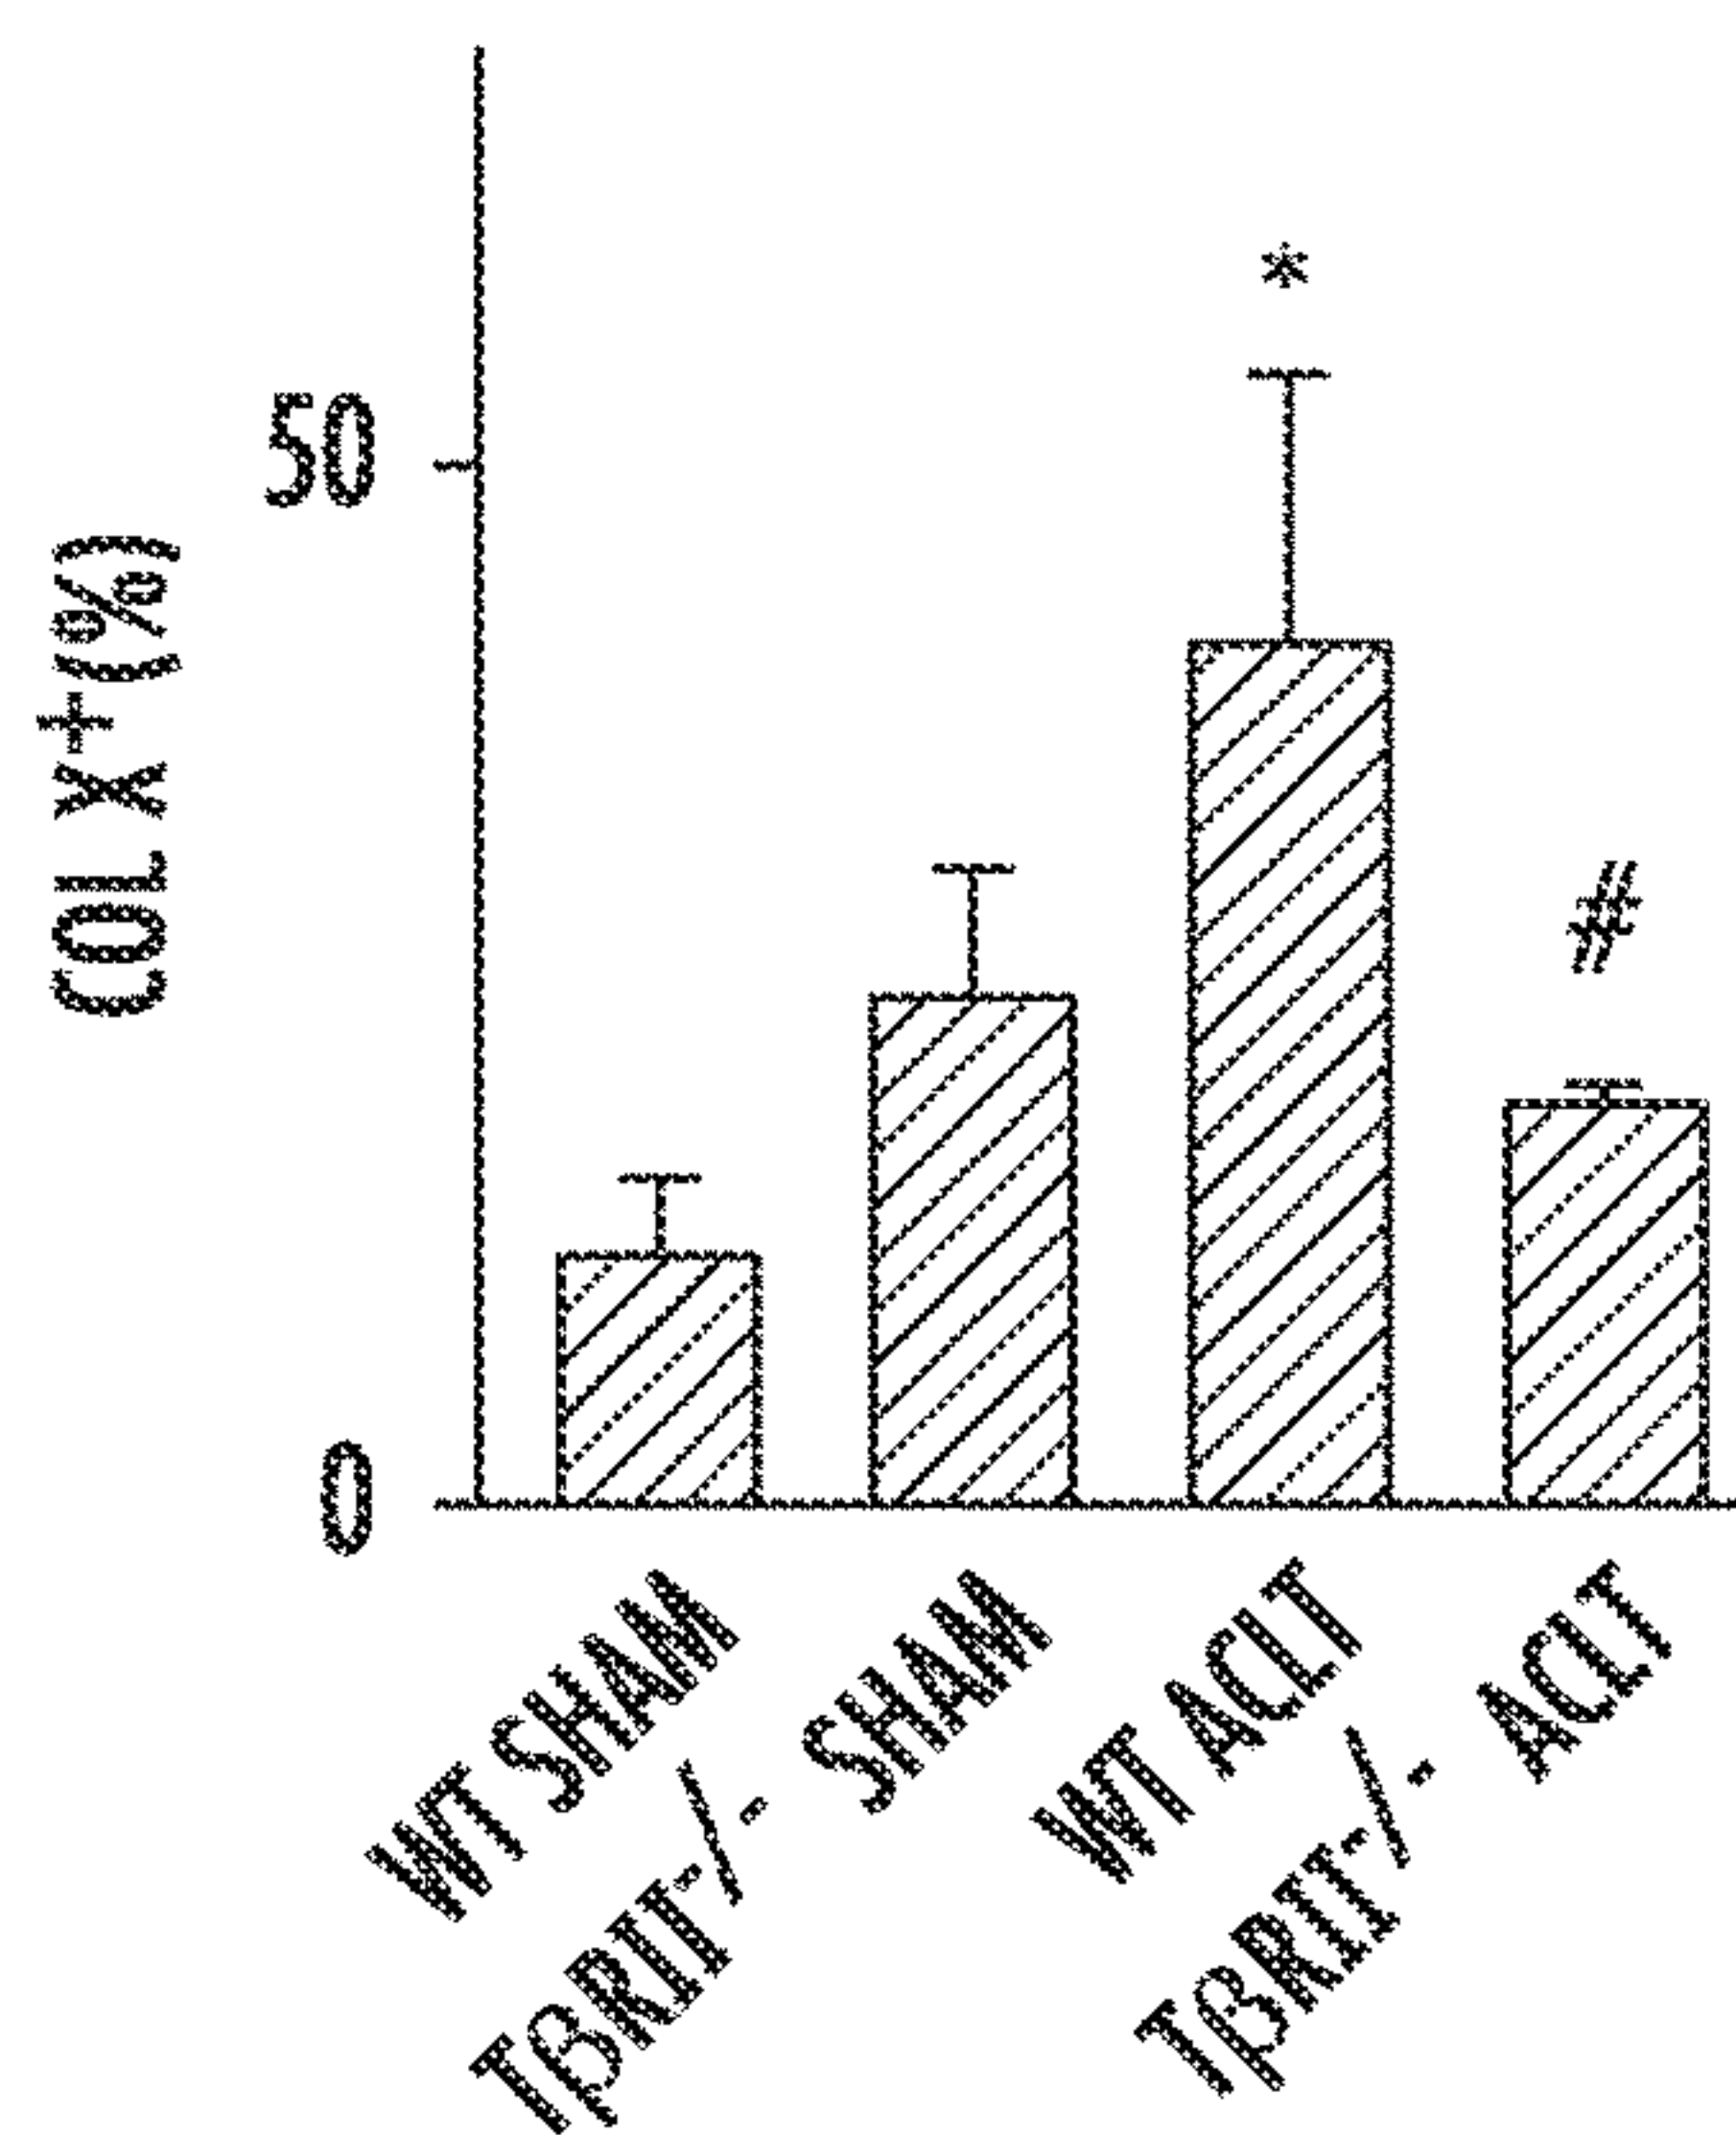 COL X+(%)
50
0
*
#
WT SHAM
TβRII-/- SHAM
WT ACLT
TβRII-/- ACLT